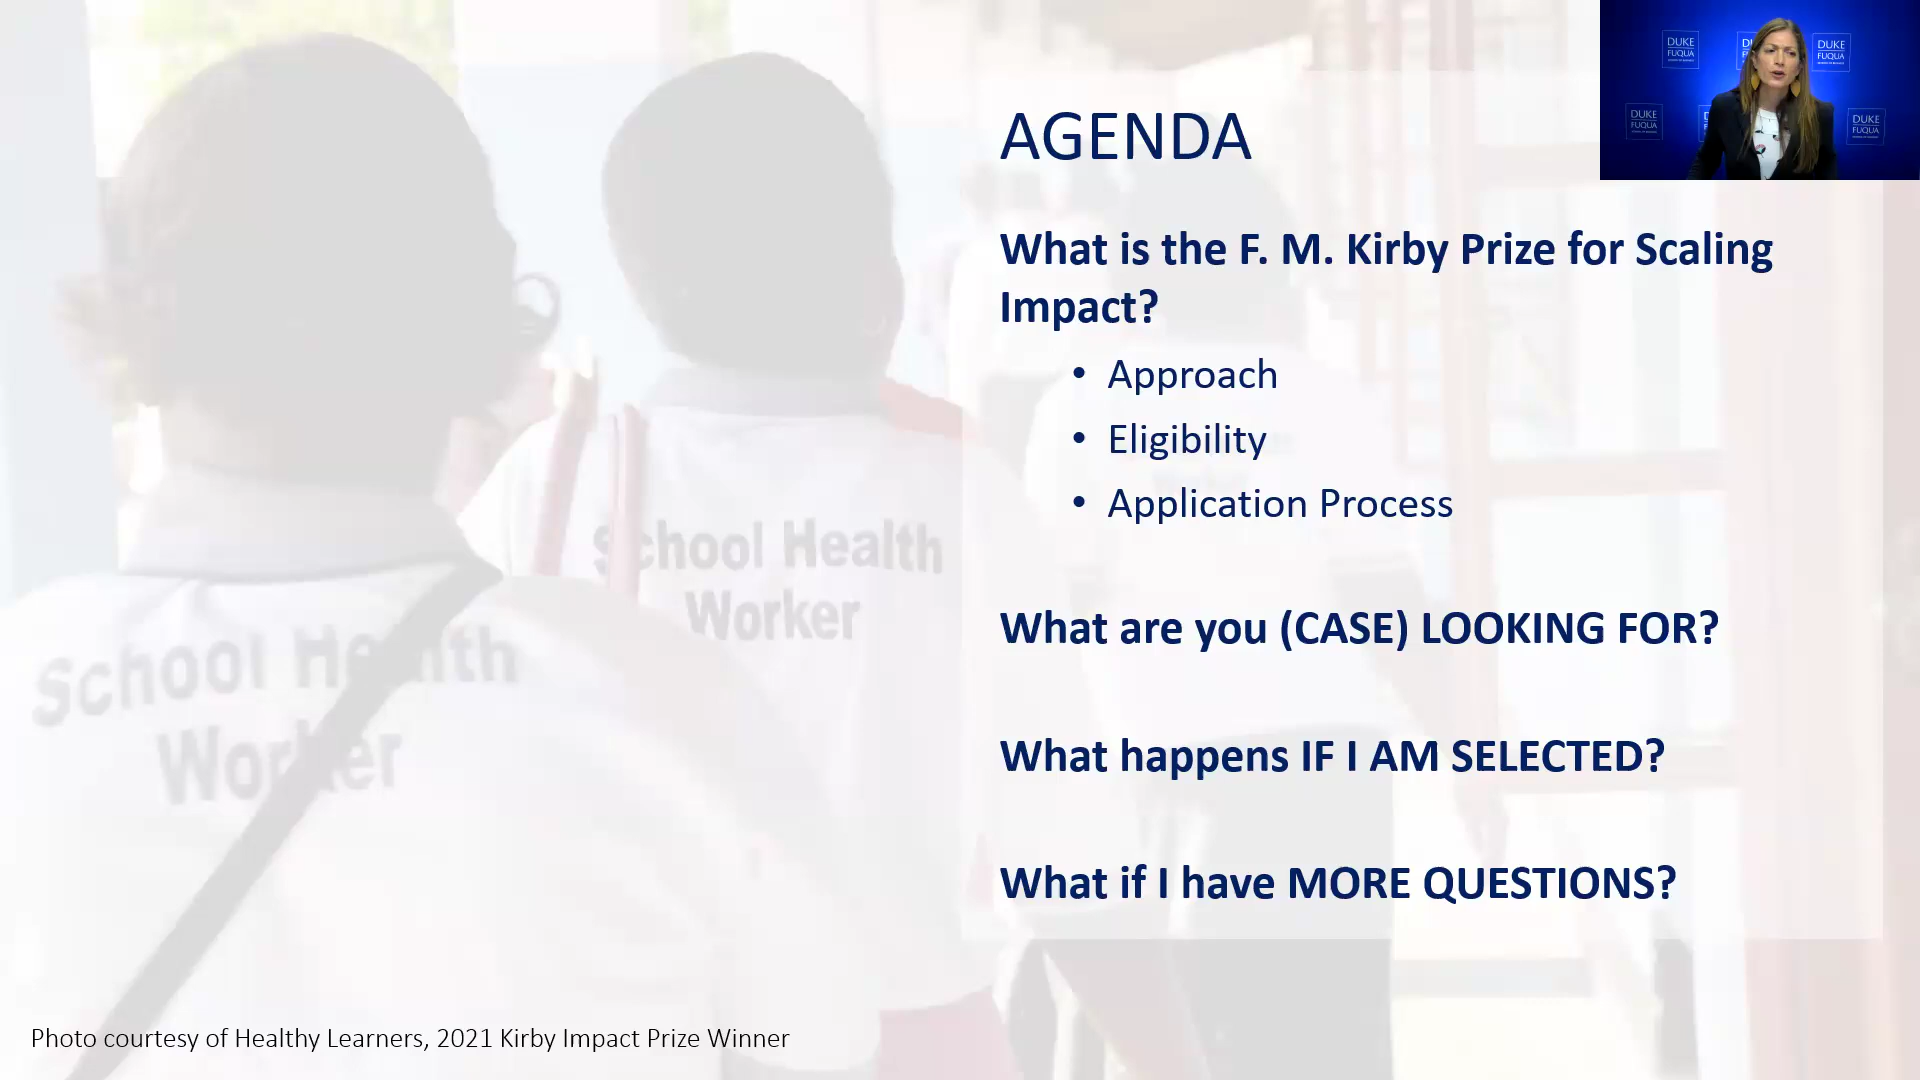 AGENDA
What is the F. M. Kirby Prize for Scaling
Impact?
• Approach
• Eligibility
• Application Process
What are you (CASE) LOOKING FOR?
What happens IF I AM SELECTED?
What if I have MORE QUESTIONS?
School Health
Worker
School Health
Worker
Photo courtesy of Healthy Learners, 2021 Kirby Impact Prize Winner
DUKE
FUQUA
DUKE
FUQUA
DUKE
FUQUA
DUKE
FUQUA